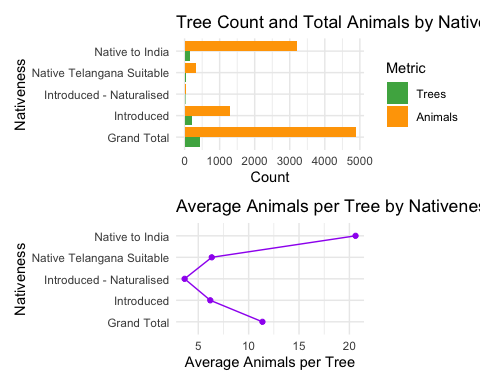 Tree Count and Total Animals by Native
Nativeness
Native to India
Native Telangana Suitable
Introduced - Naturalised
Introduced
Grand Total
0 1000 2000 3000 4000 5000
Count
Metric
Trees
Animals
Average Animals per Tree by Nativenes
Nativeness
Native to India
Native Telangana Suitable
Introduced - Naturalised
Introduced
Grand Total
5 10 15 20
Average Animals per Tree